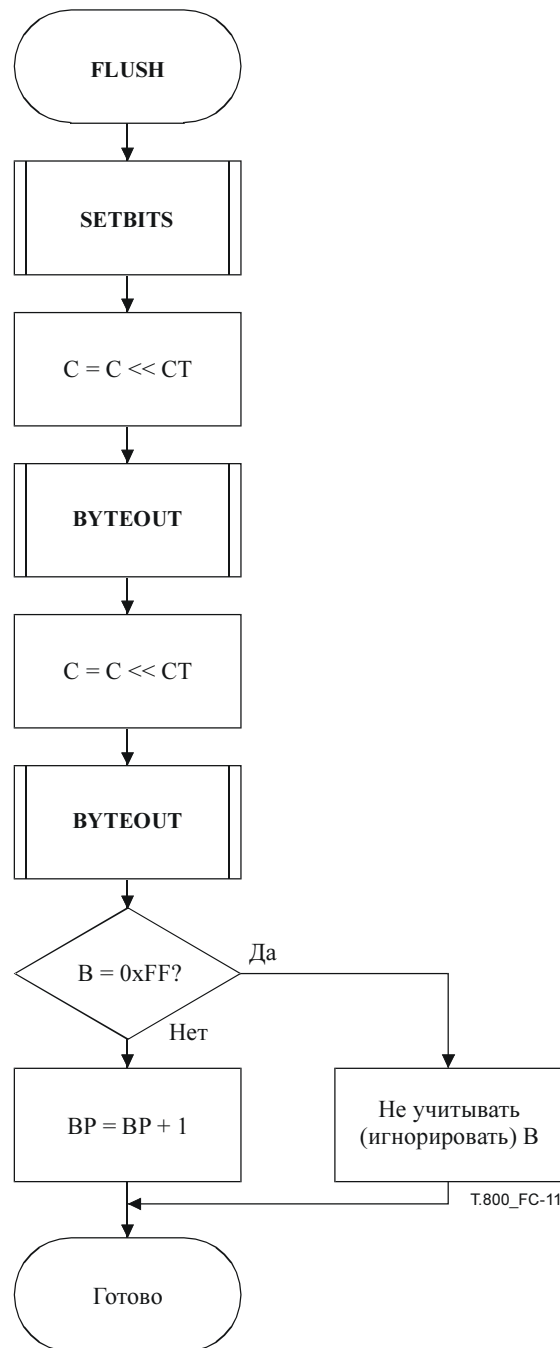 FLUSH
SETBITS
C = C << CT
BYTEOUT
C = C << CT
BYTEOUT
B = 0xFF?
Да
Нет
BP = BP + 1
Не учитывать
(игнорировать) B
T.800_FC-11
Готово